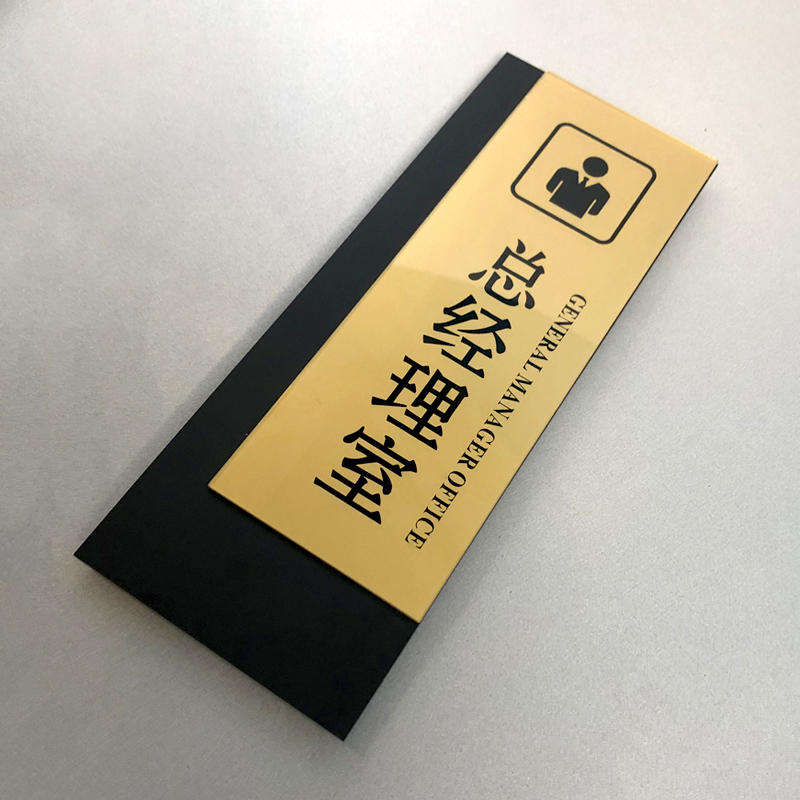 总经理室
GENERAL MANAGER OFFICE